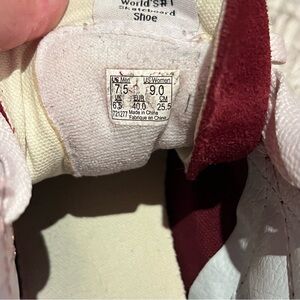 World's #1
Skateboard
Shoe
US Men US Women
7.5 9.0
UK EUR CM
6.5 40.0 25.5
721277 Made in China
Fabriqué en Chine